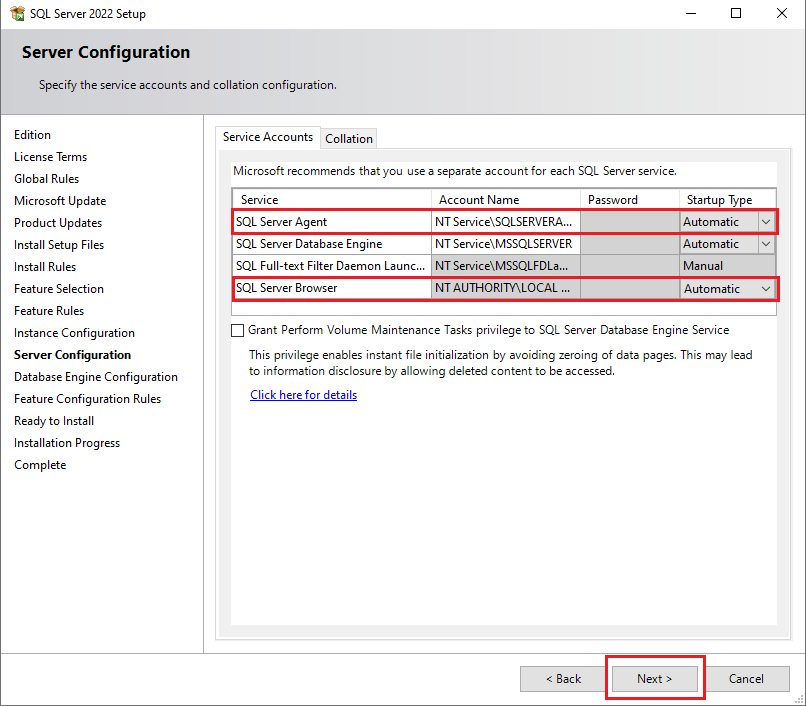 SQL Server 2022 Setup
Server Configuration
Specify the service accounts and collation configuration.
Edition
License Terms
Global Rules
Microsoft Update
Product Updates
Install Setup Files
Install Rules
Feature Selection
Feature Rules
Instance Configuration
Server Configuration
Database Engine Configuration
Feature Configuration Rules
Ready to Install
Installation Progress
Complete
Service Accounts Collation
Microsoft recommends that you use a separate account for each SQL Server service.
Service Account Name Password Startup Type
SQL Server Agent NT Service\SQLSERVERA... Automatic
SQL Server Database Engine NT Service\MSSQLSERVER Automatic
SQL Full-text Filter Daemon Launc... NT Service\MSSQLFDLa... Manual
SQL Server Browser NT AUTHORITY\LOCAL ... Automatic
Grant Perform Volume Maintenance Tasks privilege to SQL Server Database Engine Service
This privilege enables instant file initialization by avoiding zeroing of data pages. This may lead
to information disclosure by allowing deleted content to be accessed.
Click here for details
< Back Next > Cancel